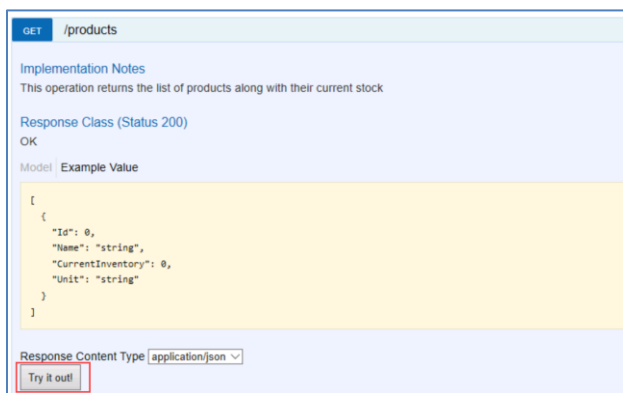 GET /products
Implementation Notes
This operation returns the list of products along with their current stock
Response Class (Status 200)
OK
Model Example Value
[
{
"Id": 0,
"Name": "string",
"CurrentInventory": 0,
"Unit": "string"
}
]
Response Content Type application/json
Try it out!